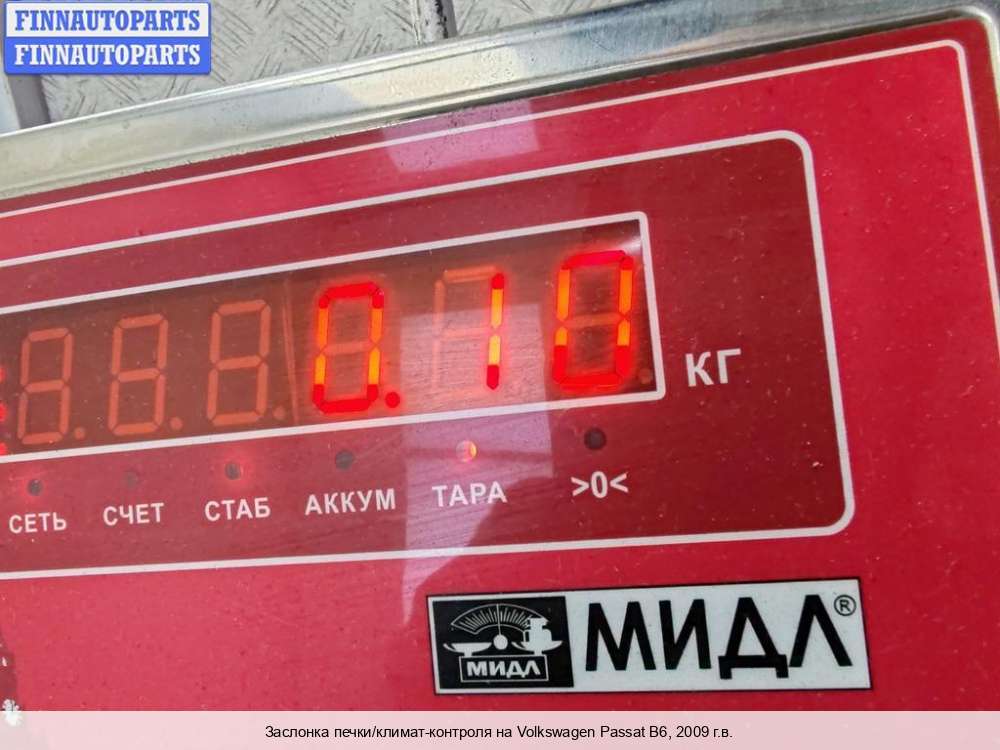 FINNAUTOPARTS
FINNAUTOPARTS
0.10
КГ
СЕТЬ СЧЕТ СТАБ АККУМ ТАРА >0<
МИДЛ
МИДЛ®
Заслонка печки/климат-контроля на Volkswagen Passat B6, 2009 г.в.